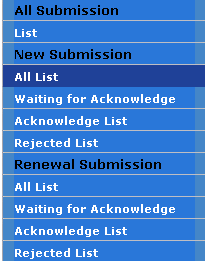 All Submission
List
New Submission
All List
Waiting for Acknowledge
Acknowledge List
Rejected List
Renewal Submission
All List
Waiting for Acknowledge
Acknowledge List
Rejected List